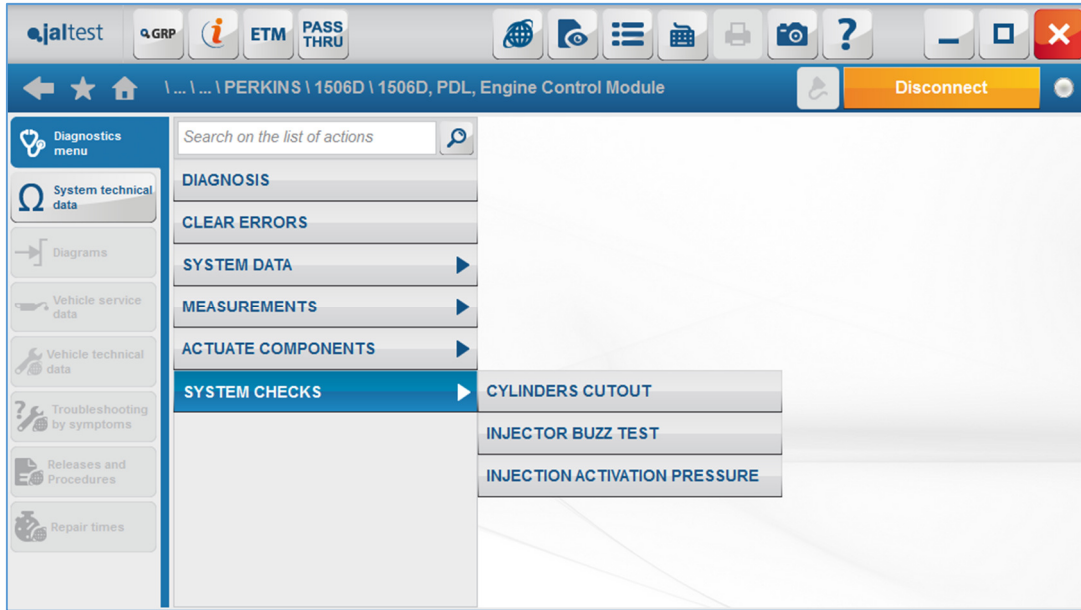 jaltest
GRP
i
ETM
PASS
THRU
?
\ ... \ ... \ PERKINS \ 1506D \ 1506D, PDL, Engine Control Module
Disconnect
Diagnostics
menu
Search on the list of actions
DIAGNOSIS
System technical
data
CLEAR ERRORS
Diagrams
SYSTEM DATA
Vehicle service
data
MEASUREMENTS
Vehicle technical
data
ACTUATE COMPONENTS
SYSTEM CHECKS
CYLINDERS CUTOUT
Troubleshooting
by symptoms
INJECTOR BUZZ TEST
Releases and
Procedures
INJECTION ACTIVATION PRESSURE
Repair times